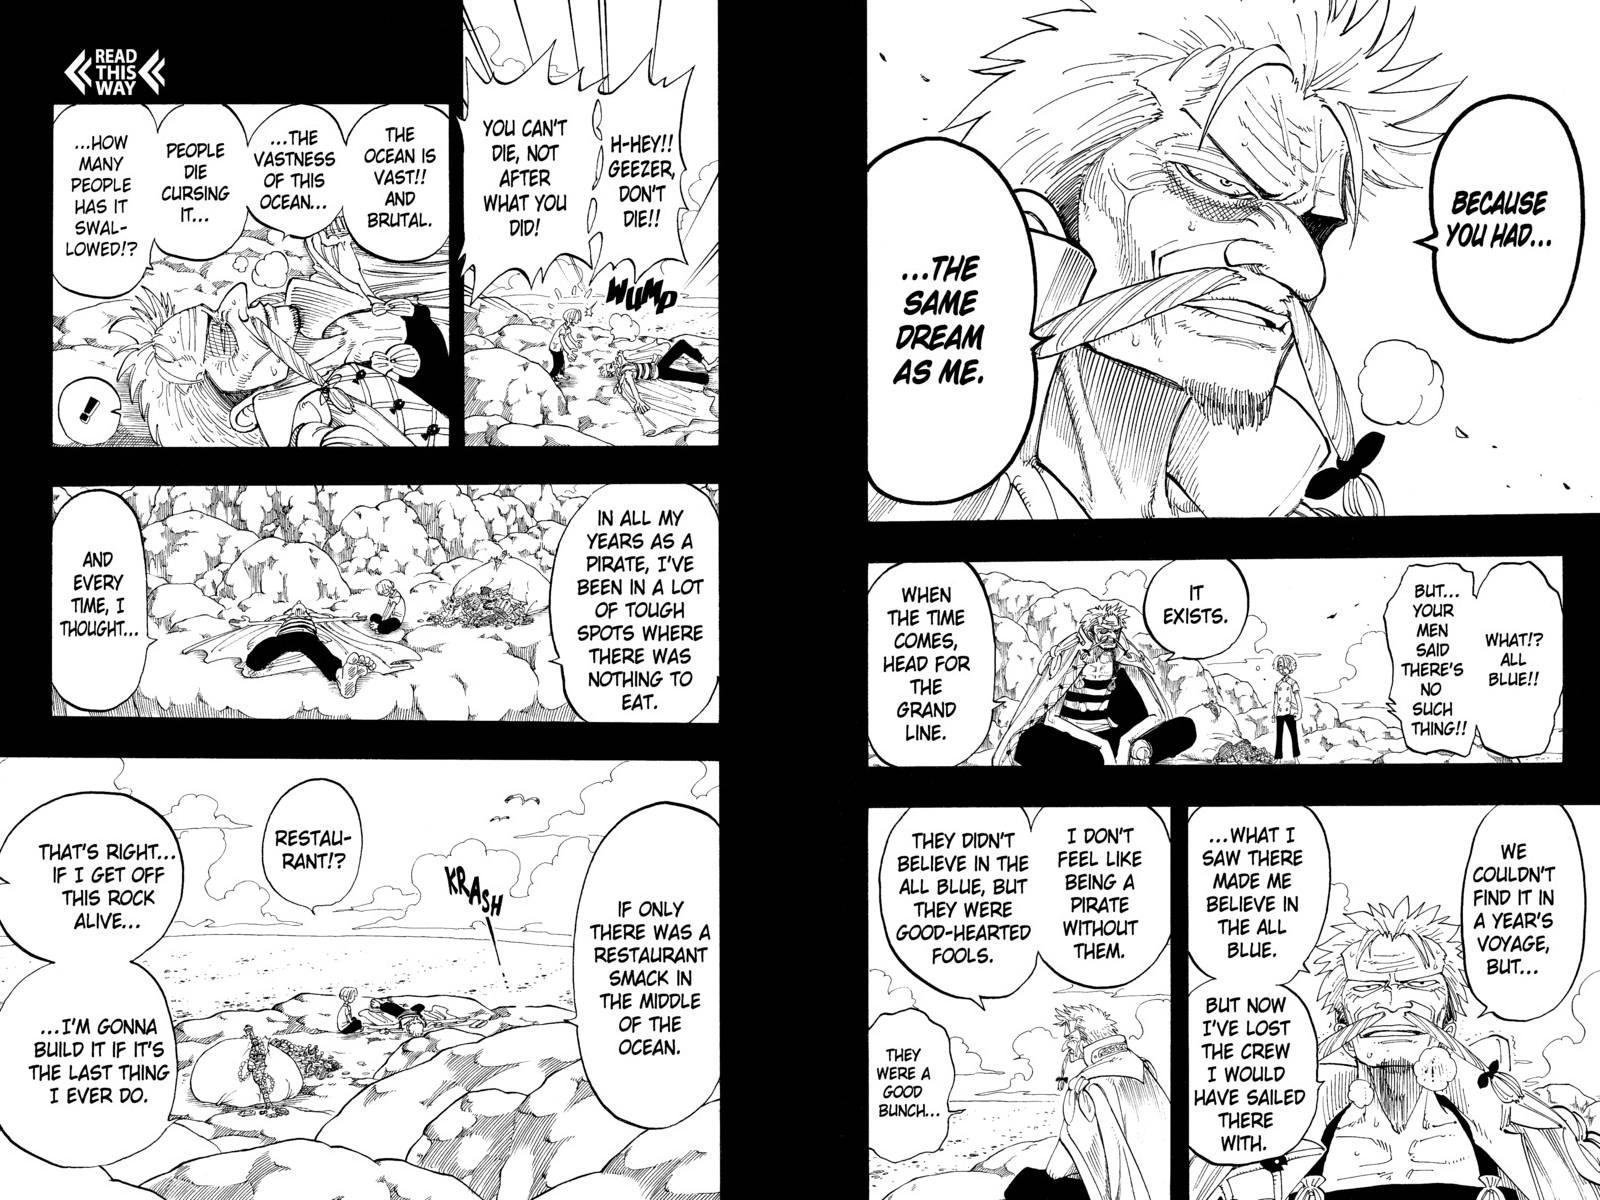 BECAUSE
YOU HAD...
...THE
SAME
DREAM
AS ME.
WHAT!?
ALL
BLUE!!
BUT...
YOUR
MEN
SAID
THERE'S
NO
SUCH
THING!!
IT
EXISTS.
WHEN
THE TIME
COMES,
HEAD FOR
THE
GRAND
LINE.
WE
COULDN'T
FIND IT IN
A YEAR'S
VOYAGE,
BUT...
...WHAT I
SAW THERE
MADE ME
BELIEVE IN
THE ALL
BLUE.
BUT NOW
I'VE LOST
THE CREW
I WOULD
HAVE SAILED
THERE
WITH.
I DON'T
FEEL LIKE
BEING A
PIRATE
WITHOUT
THEM.
THEY DIDN'T
BELIEVE IN THE
ALL BLUE, BUT
THEY WERE
GOOD-HEARTED
FOOLS.
THEY
WERE A
GOOD
BUNCH...
READ
THIS
WAY
H-HEY!!
GEEZER,
DON'T
DIE!!
YOU CAN'T
DIE, NOT
AFTER
WHAT YOU
DID!
WUMP
THE
OCEAN IS
VAST!!
AND
BRUTAL.
...THE
VASTNESS
OF THIS
OCEAN...
PEOPLE
DIE
CURSING
IT...
...HOW
MANY
PEOPLE
HAS IT
SWAL-
LOWED!?
!!
IN ALL MY
YEARS AS A
PIRATE, I'VE
BEEN IN A LOT
OF TOUGH
SPOTS WHERE
THERE WAS
NOTHING TO
EAT.
AND
EVERY
TIME, I
THOUGHT...
IF ONLY
THERE WAS A
RESTAURANT
SMACK IN
THE MIDDLE
OF THE
OCEAN.
KRASH
RESTAU-
RANT!?
THAT'S RIGHT...
IF I GET OFF
THIS ROCK
ALIVE...
...I'M GONNA
BUILD IT IF IT'S
THE LAST THING
I EVER DO.